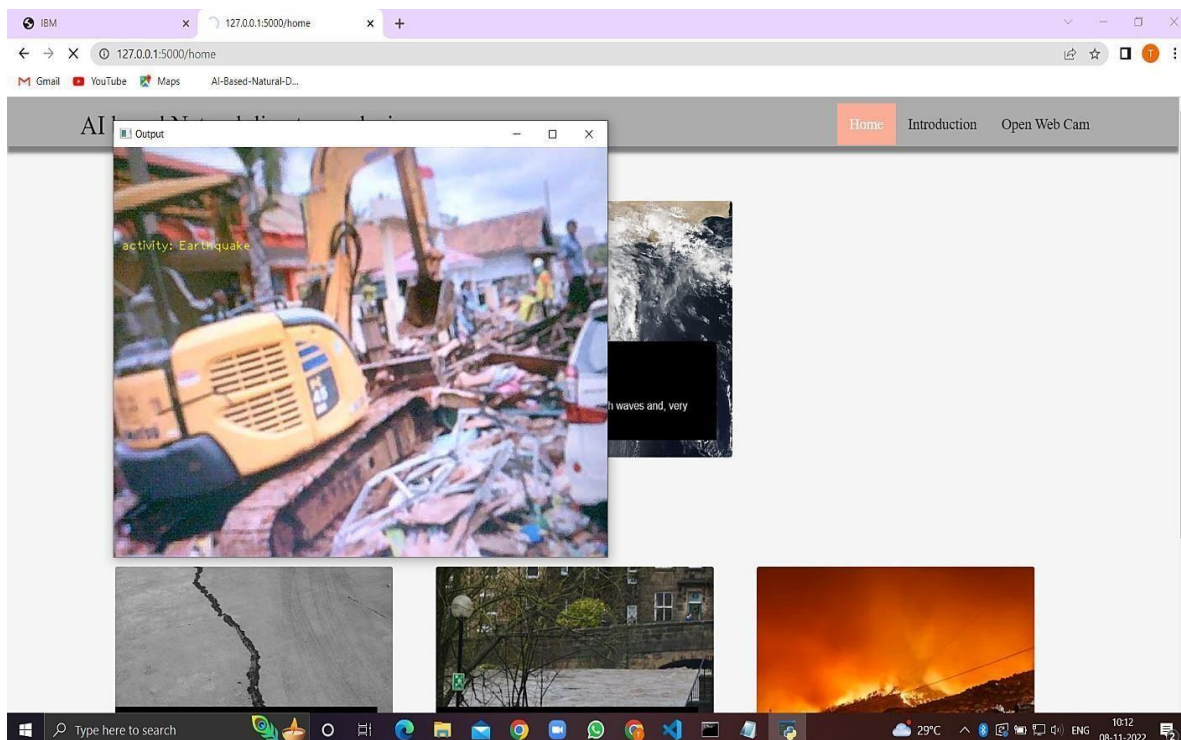 IBM
127.0.0.1:5000/home
127.0.0.1:5000/home
Gmail YouTube Maps AI-Based-Natural-D...
AI
Home Introduction Open Web Cam
Output
activity: Earthquake
h waves and, very
Type here to search
29°C ENG
10:12
08-11-2022